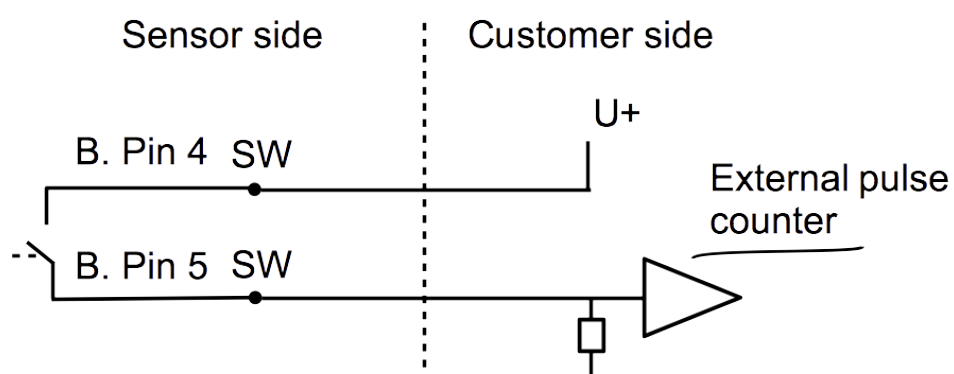 Sensor side
Customer side
U+
B. Pin 4 SW
External pulse
counter
B. Pin 5 SW